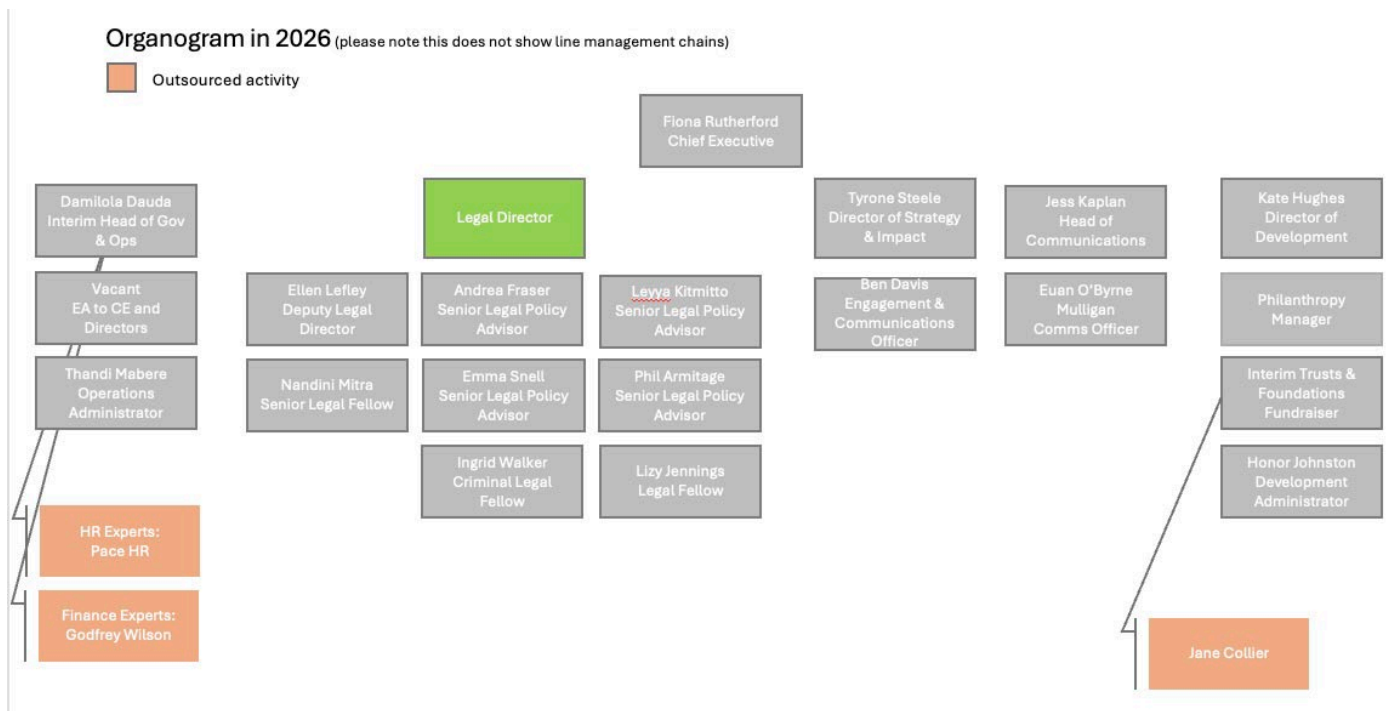 Organogram in 2026 (please note this does not show line management chains)
Outsourced activity
Fiona Rutherford
Chief Executive
Damilola Dauda
Interim Head of Gov
& Ops
Legal Director
Tyrone Steele
Director of Strategy
& Impact
Jess Kaplan
Head of
Communications
Kate Hughes
Director of
Development
Vacant
EA to CE and
Directors
Ellen Lefley
Deputy Legal
Director
Andrea Fraser
Senior Legal Policy
Advisor
Leyya Kitmitto
Senior Legal Policy
Advisor
Ben Davis
Engagement &
Communications
Officer
Euan O'Byrne
Mulligan
Comms Officer
Philanthropy
Manager
Thandi Mabere
Operations
Administrator
Nandini Mitra
Senior Legal Fellow
Emma Snell
Senior Legal Policy
Advisor
Phil Armitage
Senior Legal Policy
Advisor
Interim Trusts &
Foundations
Fundraiser
Ingrid Walker
Criminal Legal
Fellow
Lizy Jennings
Legal Fellow
Honor Johnston
Development
Administrator
HR Experts:
Pace HR
Finance Experts:
Godfrey Wilson
Jane Collier